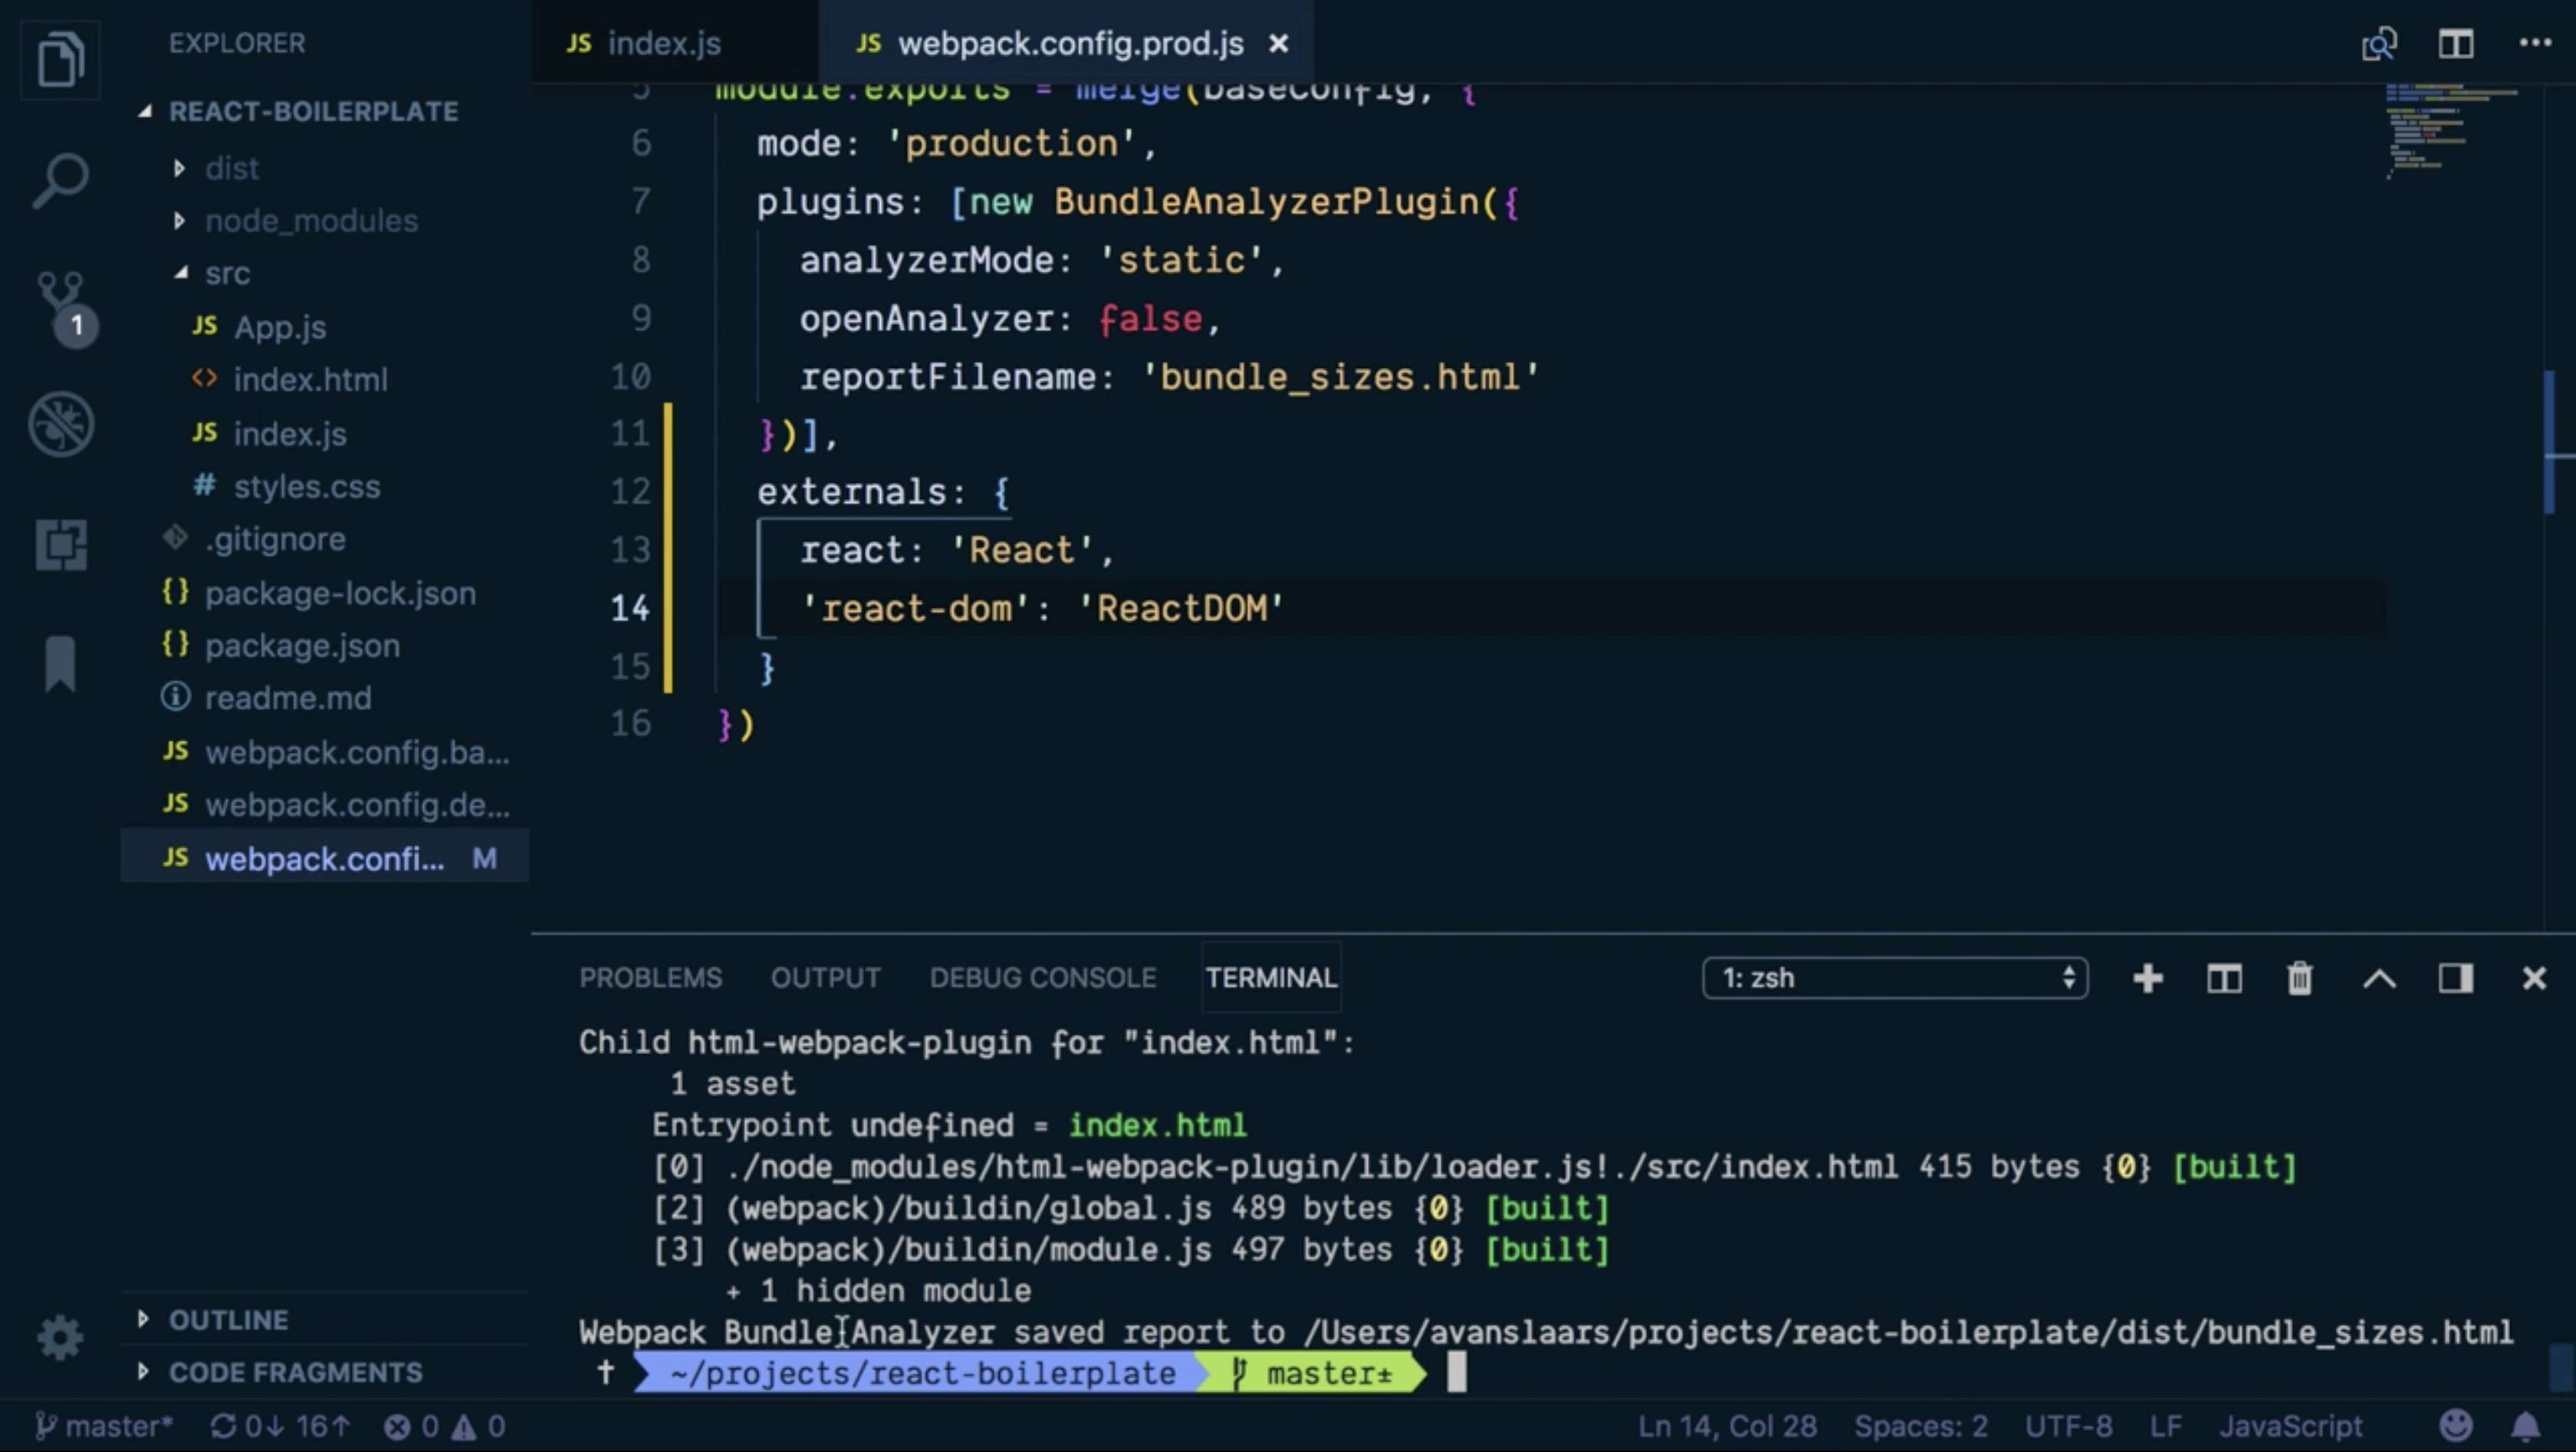 EXPLORER
REACT-BOILERPLATE
dist
node_modules
src
JS App.js
<> index.html
JS index.js
# styles.css
.gitignore
{} package-lock.json
{} package.json
readme.md
JS webpack.config.ba...
JS webpack.config.de...
JS webpack.confi... M
OUTLINE
CODE FRAGMENTS
1
JS index.js
JS webpack.config.prod.js ×
5 module.exports = merge(baseConfig, {
6 mode: 'production',
7 plugins: [new BundleAnalyzerPlugin({
8 analyzerMode: 'static',
9 openAnalyzer: false,
10 reportFilename: 'bundle_sizes.html'
11 })],
12 externals: {
13 react: 'React',
14 'react-dom': 'ReactDOM'
15 }
16 })
PROBLEMS OUTPUT DEBUG CONSOLE TERMINAL 1: zsh
Child html-webpack-plugin for "index.html":
1 asset
Entrypoint undefined = index.html
[0] ./node_modules/html-webpack-plugin/lib/loader.js!./src/index.html 415 bytes {0} [built]
[2] (webpack)/buildin/global.js 489 bytes {0} [built]
[3] (webpack)/buildin/module.js 497 bytes {0} [built]
+ 1 hidden module
Webpack Bundle Analyzer saved report to /Users/avanslaars/projects/react-boilerplate/dist/bundle_sizes.html
† ~/projects/react-boilerplate master±
master* 0↓ 16↑ 0 0 Ln 14, Col 28 Spaces: 2 UTF-8 LF JavaScript